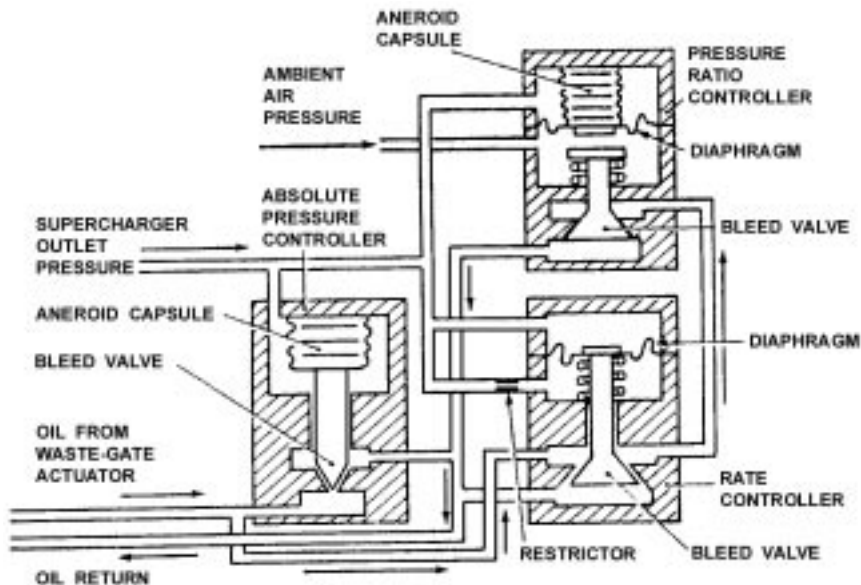 ANEROID
CAPSULE
PRESSURE
RATIO
CONTROLLER
AMBIENT
AIR
PRESSURE
DIAPHRAGM
ABSOLUTE
PRESSURE
CONTROLLER
SUPERCHARGER
OUTLET
PRESSURE
BLEED VALVE
ANEROID CAPSULE
DIAPHRAGM
BLEED VALVE
OIL FROM
WASTE-GATE
ACTUATOR
RATE
CONTROLLER
RESTRICTOR
BLEED VALVE
OIL RETURN